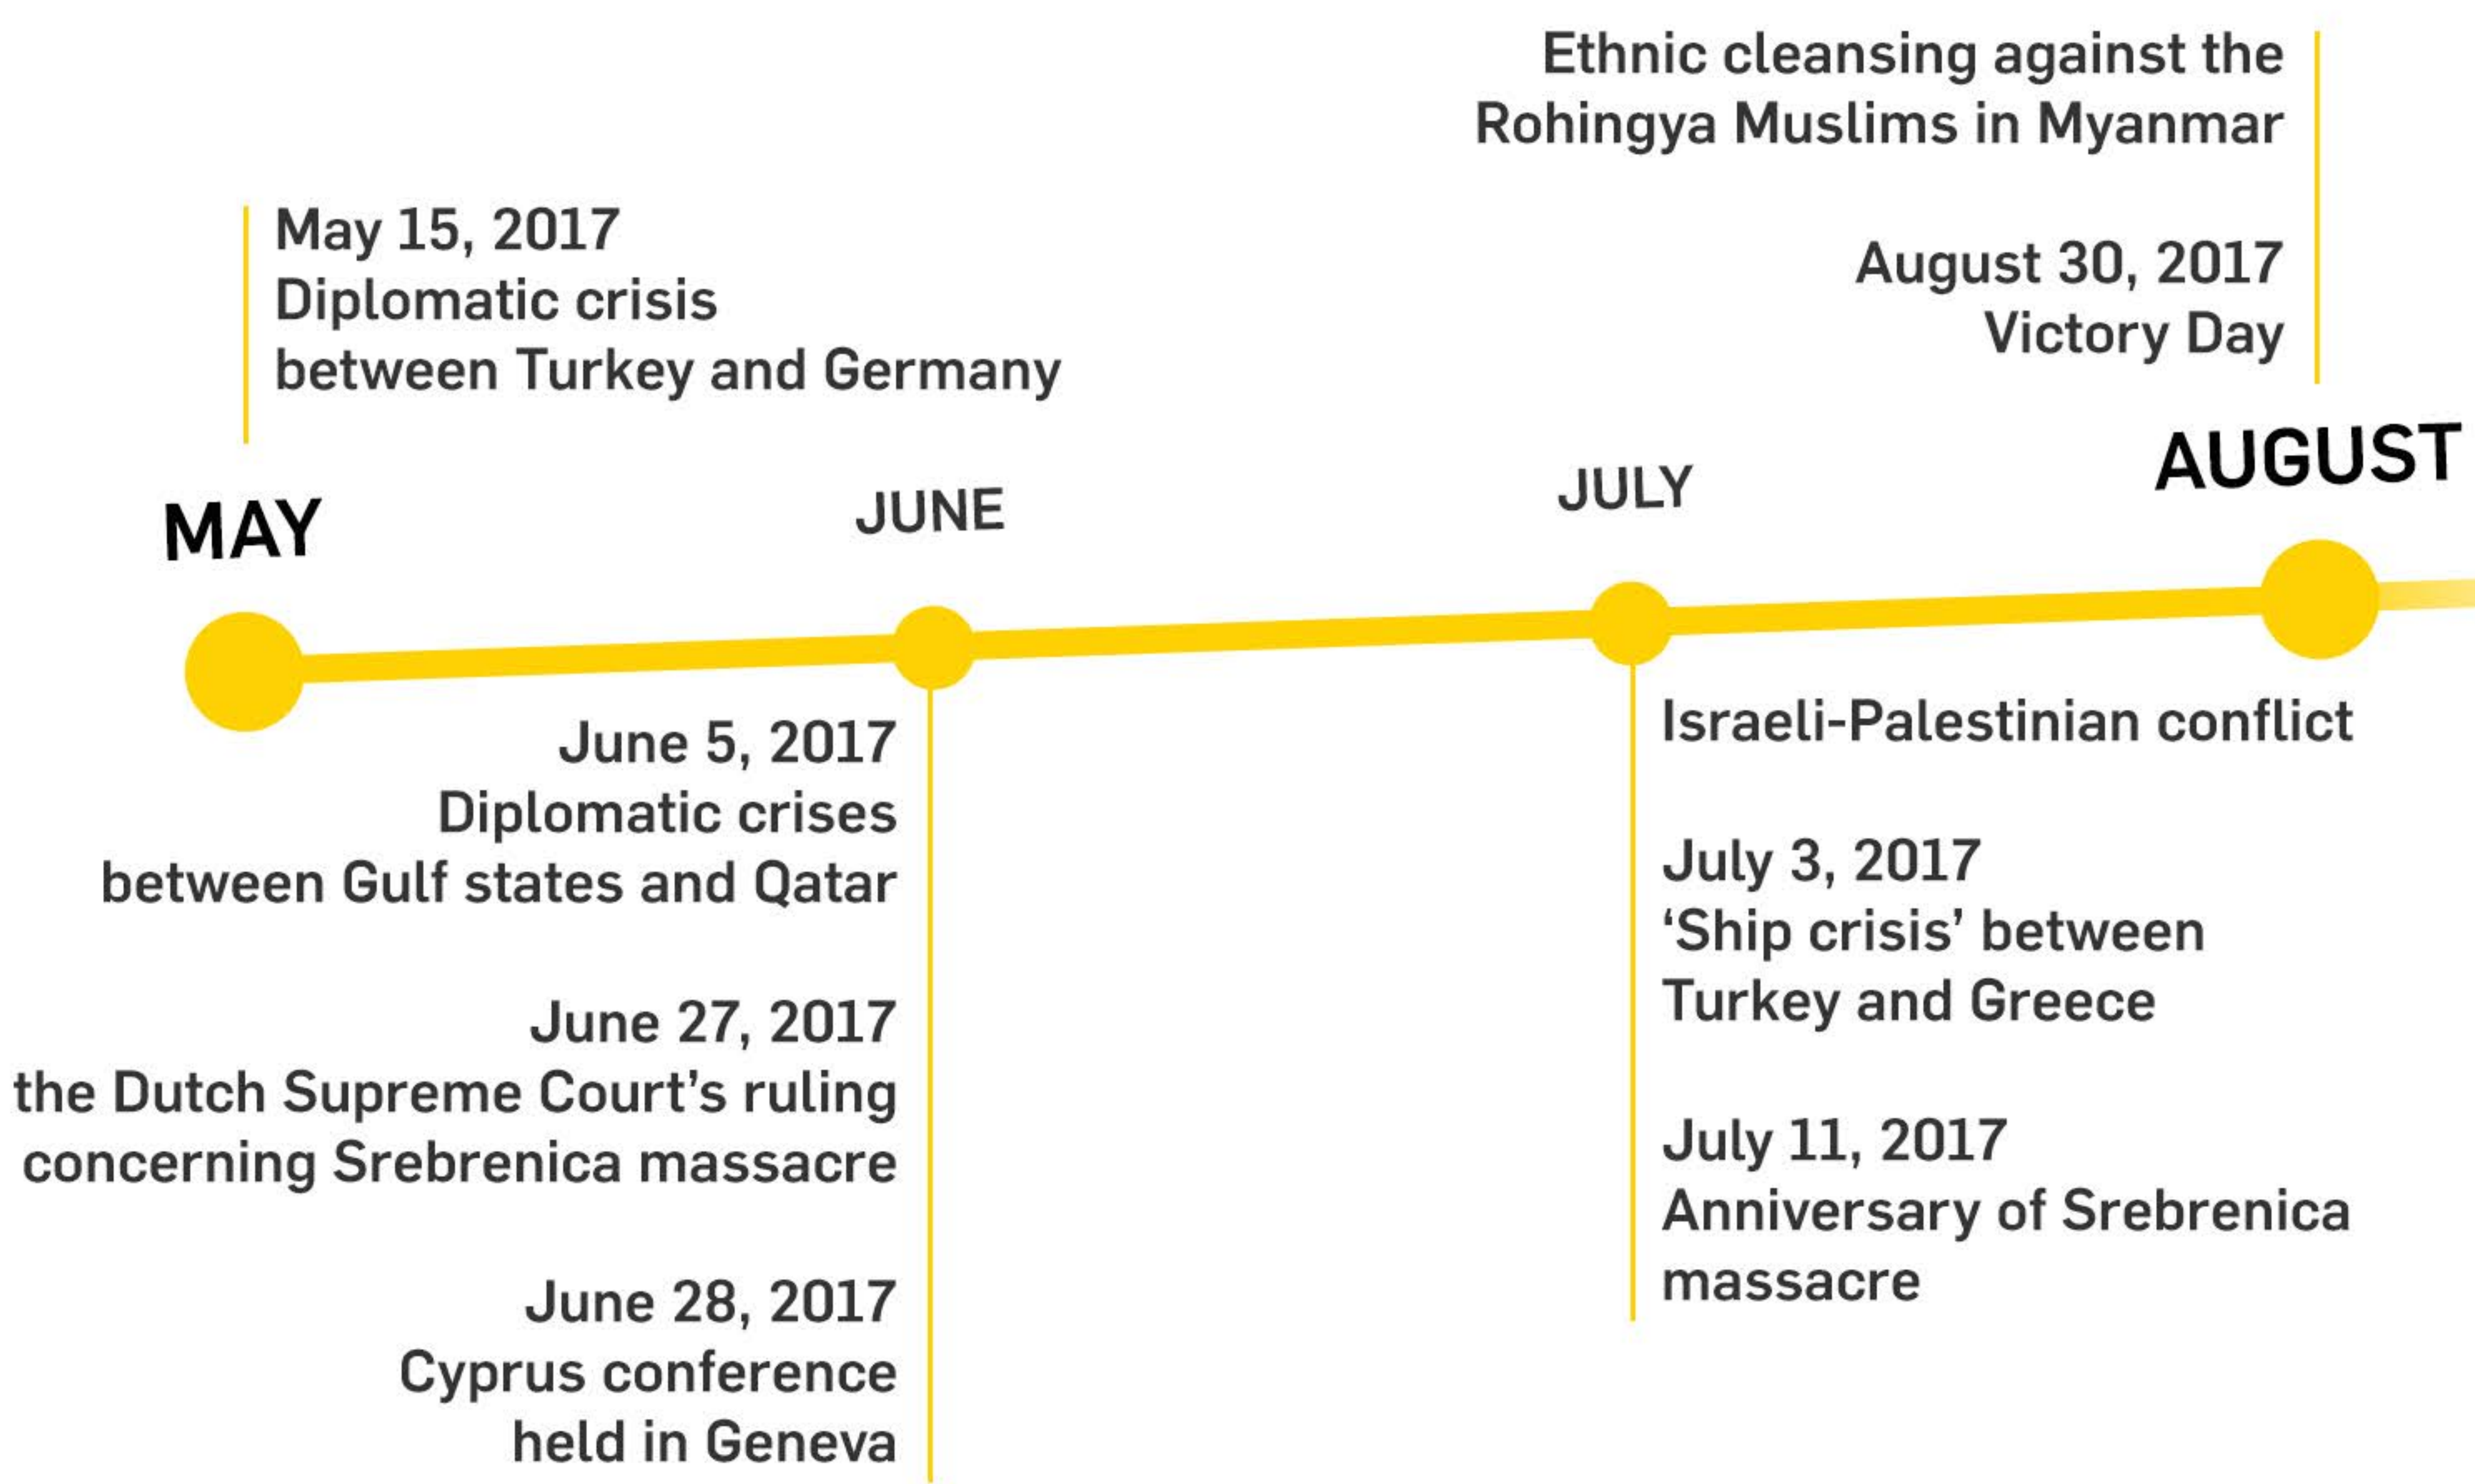 MAY
May 15, 2017
Diplomatic crisis
between Turkey and Germany
JUNE
June 5, 2017
Diplomatic crises
between Gulf states and Qatar
June 27, 2017
the Dutch Supreme Court’s ruling
concerning Srebrenica massacre
June 28, 2017
Cyprus conference
held in Geneva
JULY
Israeli-Palestinian conflict
July 3, 2017
‘Ship crisis’ between
Turkey and Greece
July 11, 2017
Anniversary of Srebrenica
massacre
AUGUST
Ethnic cleansing against the
Rohingya Muslims in Myanmar
August 30, 2017
Victory Day